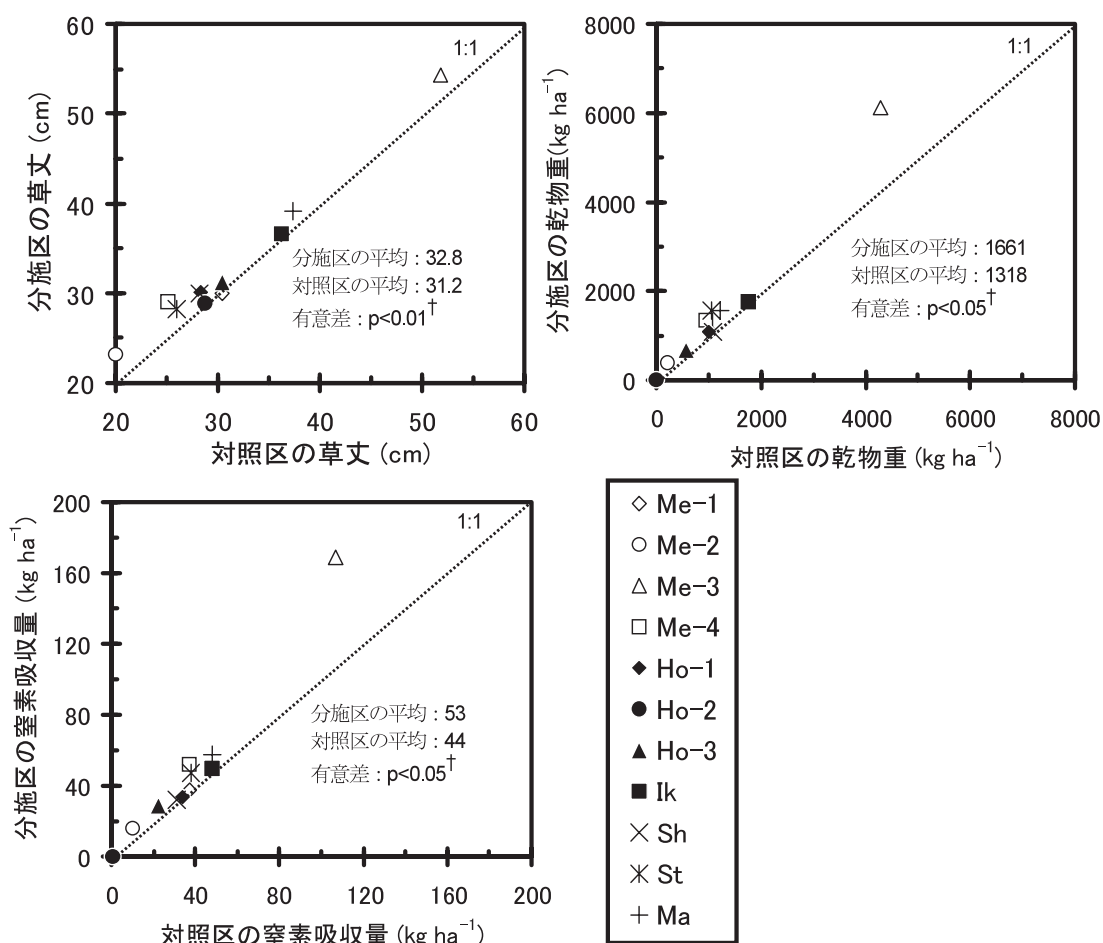 60
50
40
30
20
20
30
40
50
60
分施区の草丈 (cm)
対照区の草丈 (cm)
1:1
分施区の平均 : 32.8
対照区の平均 : 31.2
有意差 : p<0.01†
8000
6000
4000
2000
0
0
2000
4000
6000
8000
分施区の乾物重(kg ha⁻¹)
対照区の乾物重 (kg ha⁻¹)
1:1
分施区の平均 : 1661
対照区の平均 : 1318
有意差 : p<0.05†
200
160
120
80
40
0
0
40
80
120
160
200
分施区の窒素吸収量 (kg ha⁻¹)
対照区の窒素吸収量 (kg ha⁻¹)
1:1
分施区の平均 : 53
対照区の平均 : 44
有意差 : p<0.05†
Me-1
Me-2
Me-3
Me-4
Ho-1
Ho-2
Ho-3
Ik
Sh
St
Ma